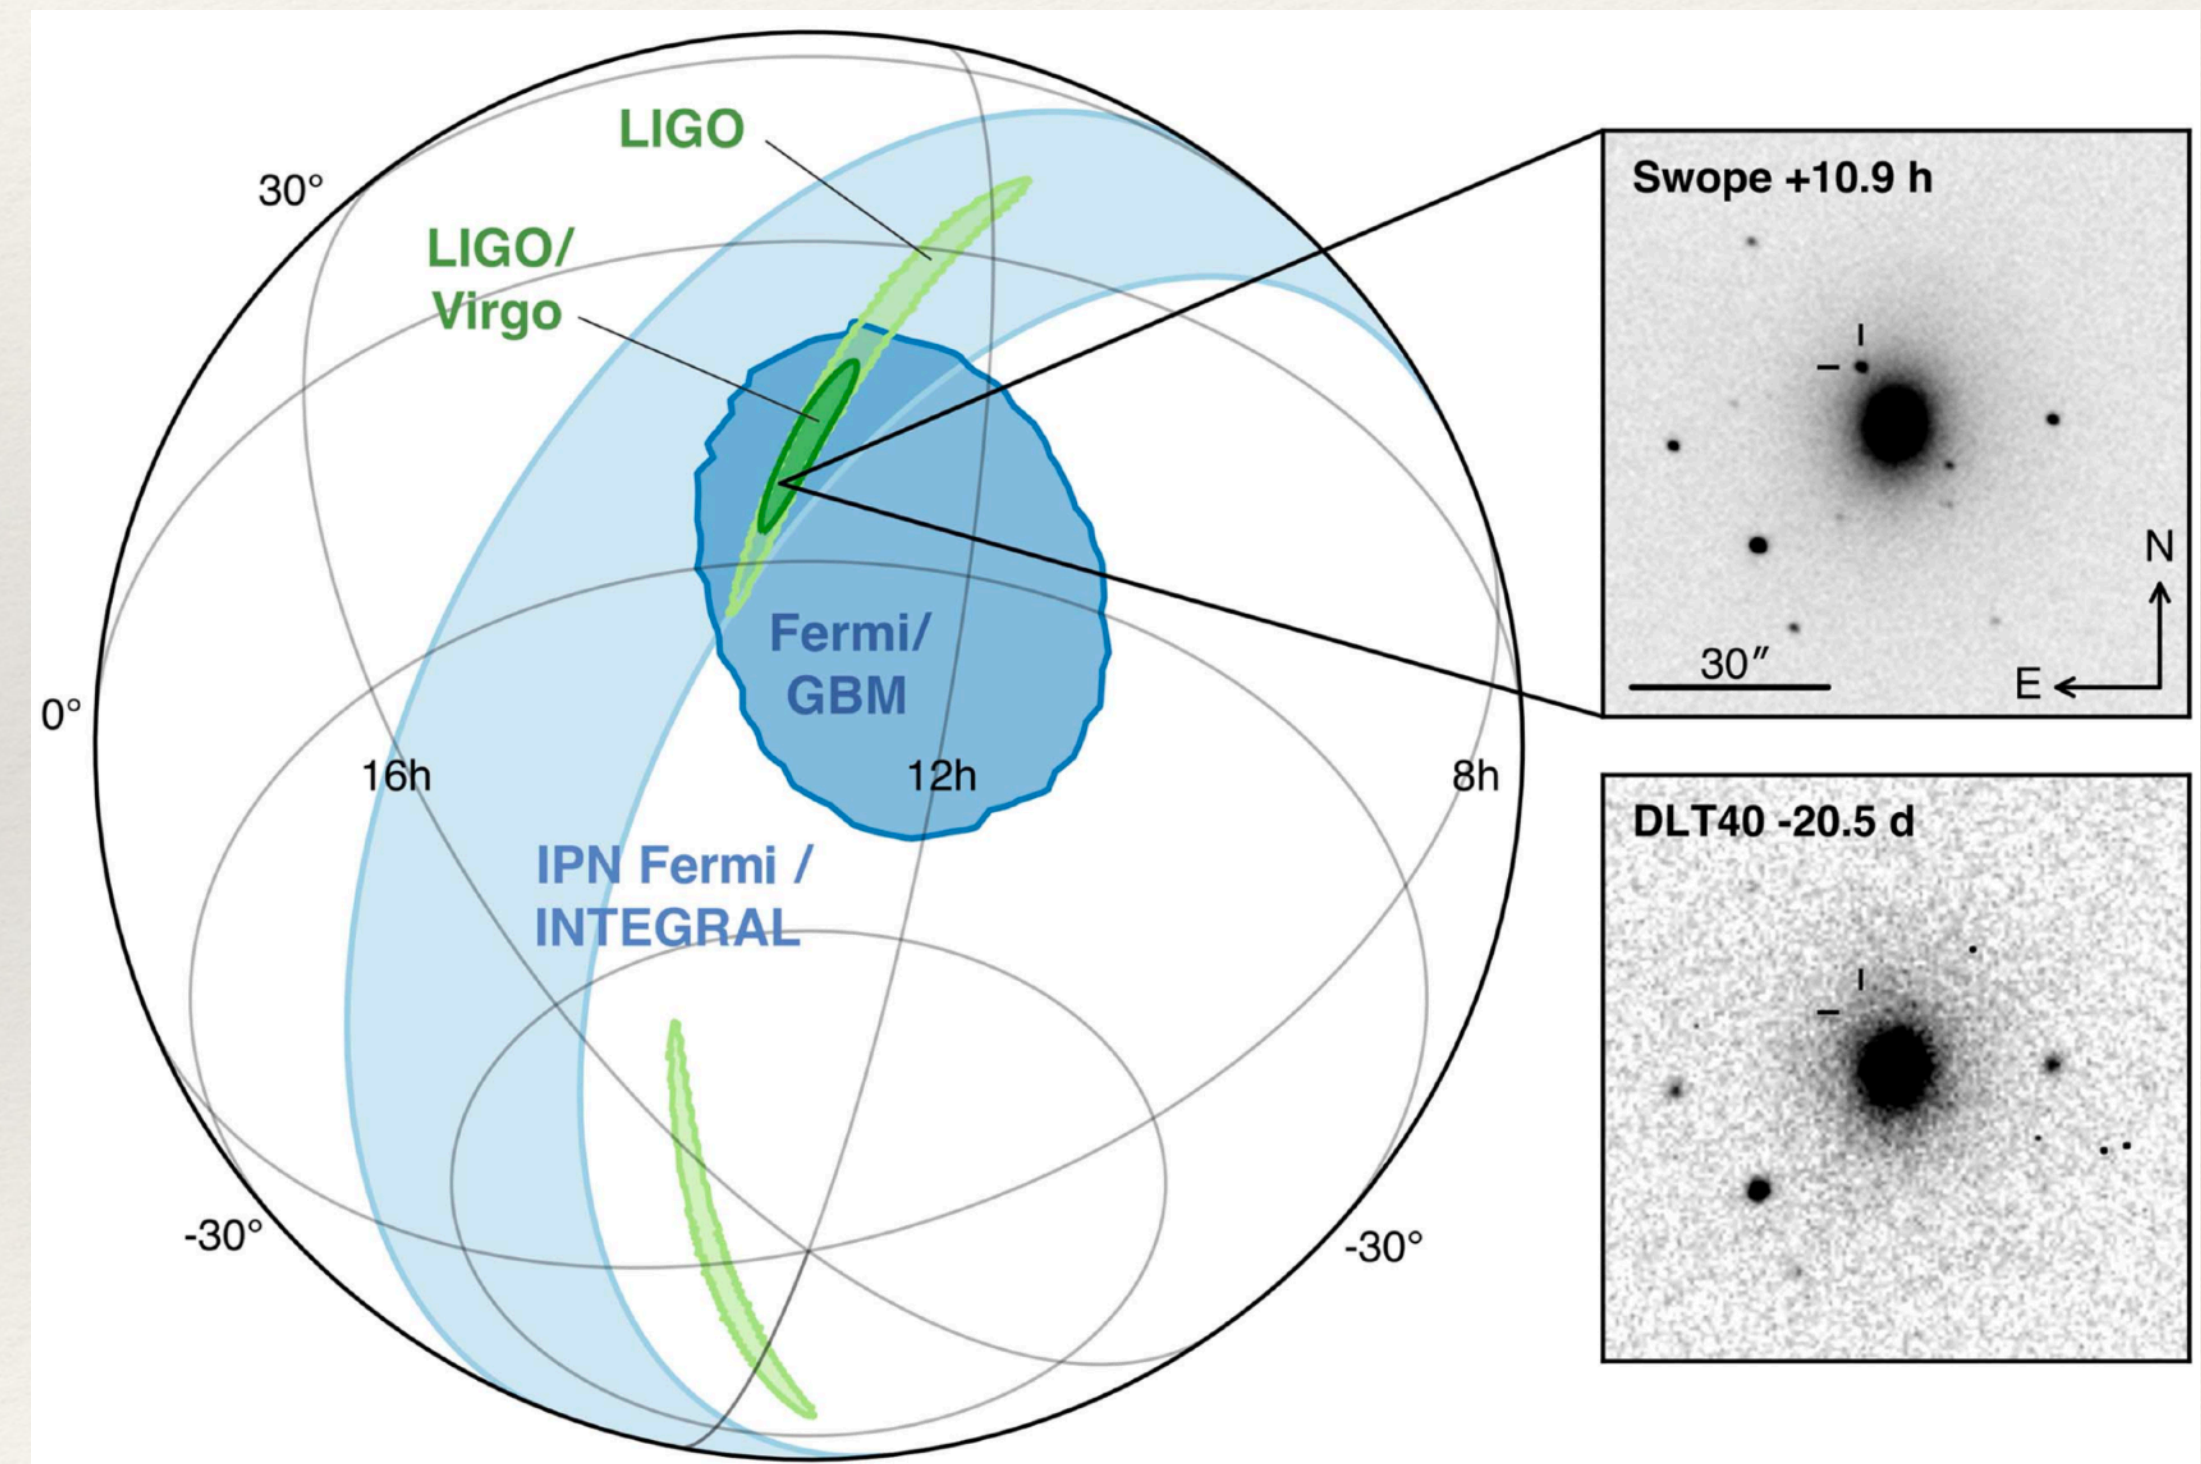 LIGO
30°
LIGO/
Virgo
Fermi/
GBM
0°
16h
12h
8h
IPN Fermi /
INTEGRAL
-30°
-30°
Swope +10.9 h
30″
N
E
DLT40 -20.5 d